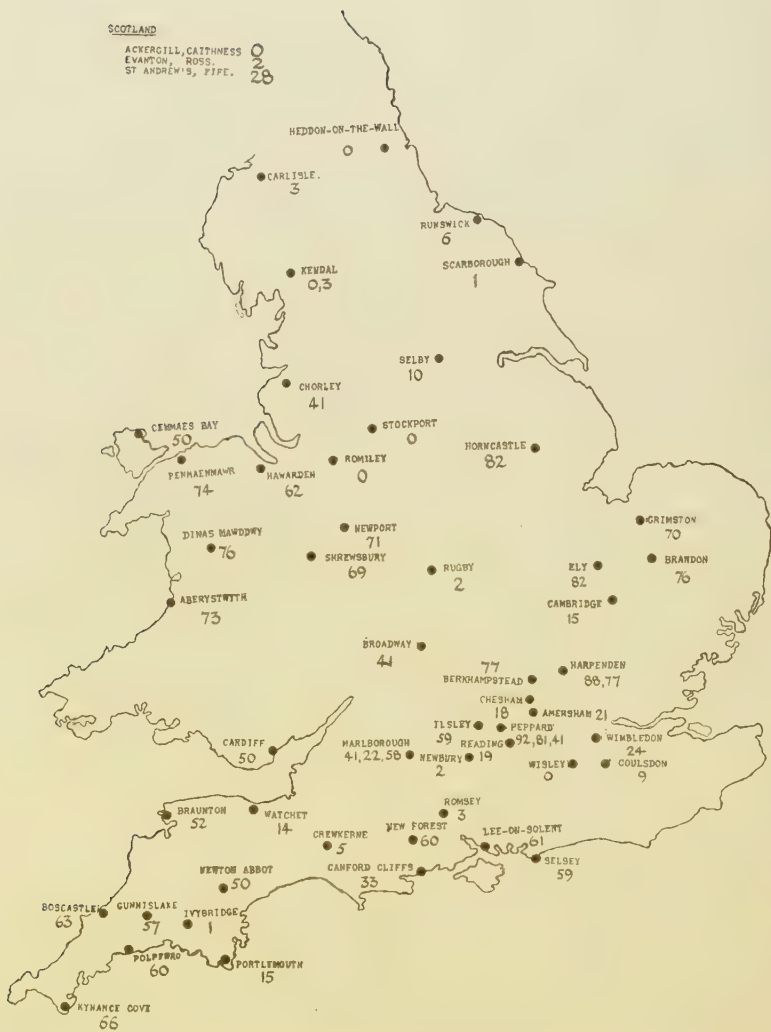 SCOTLAND
ACKERGILL, CAITHNESS 0
EVANTON, ROSS. 2
ST ANDREW'S, FIFE. 28
HEDDON-ON-THE-WALL
0
CARLISLE.
3
RUNSWICK
6
SCARBOROUGH
1
KENDAL
0,3
SELBY
10
CHORLEY
41
STOCKPORT
0
CEMMAES BAY
50
HORNCASTLE
82
PENMAENMAWR
74
HAWARDEN
62
ROMILEY
0
GRIMSTON
70
NEWPORT
71
DINAS MAWDDWY
76
SHREWSBURY
69
RUGBY
2
ELY
82
BRANDON
76
ABERYSTWYTH
73
CAMBRIDGE
15
BROADWAY
41
77
BERKHAMPSTEAD
HARPENDEN
88,77
CHESHAM
18
AMERSHAM 21
ILSLEY
59
PEPPARD
92,81,41
WIMBLEDON
24
CARDIFF
50
MARLBOROUGH
41,22,58
READING
19
NEWBURY
2
WISLEY
0
COULSDON
9
BRAUNTON
52
WATCHET
14
ROMSEY
3
CREWKERNE
5
NEW FOREST
60
LEE-ON-SOLENT
61
SELSEY
59
CANFORD CLIFFS
33
NEWTON ABBOT
50
BOSCASTLE
63
GUNNISLAKE
57
IVYBRIDGE
1
POLPERRO
60
PORTLEMOUTH
15
KYNANCE COVE
66